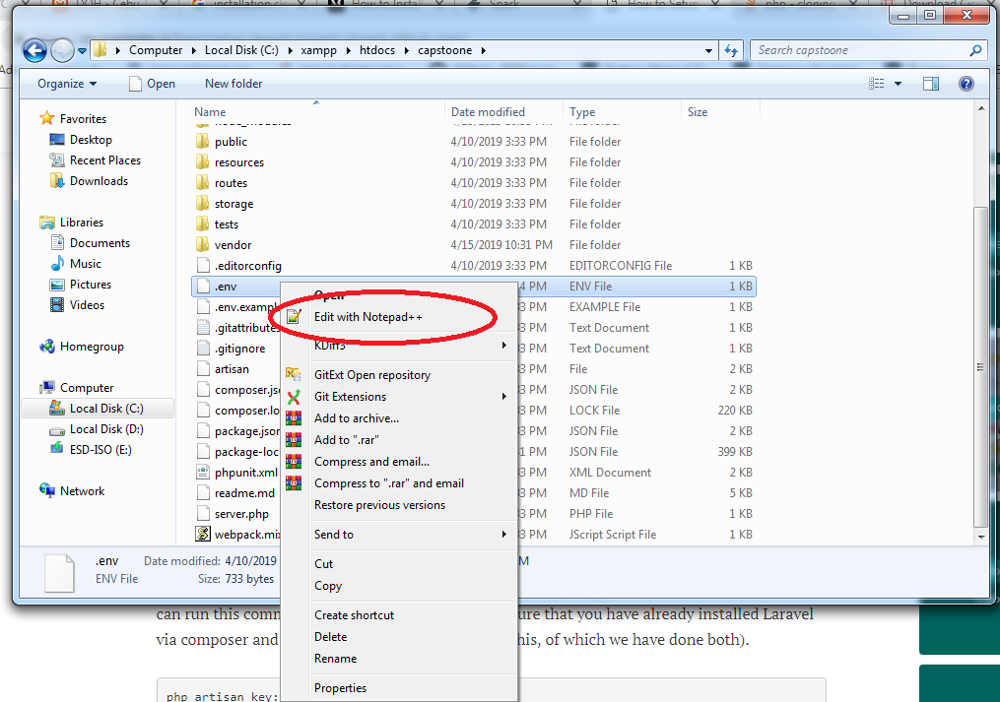 Computer Local Disk (C:) xampp htdocs capstoone
Search capstoone
Organize Open New folder
Name Date modified Type Size
Favorites
Desktop
Recent Places
Downloads
Libraries
Documents
Music
Pictures
Videos
Homegroup
Computer
Local Disk (C:)
Local Disk (D:)
ESD-ISO (E:)
Network
public 4/10/2019 3:33 PM File folder
resources 4/10/2019 3:33 PM File folder
routes 4/10/2019 3:33 PM File folder
storage 4/10/2019 3:33 PM File folder
tests 4/10/2019 3:33 PM File folder
vendor 4/15/2019 10:31 PM File folder
.editorconfig 4/10/2019 3:33 PM EDITORCONFIG File 1 KB
.env 4 PM ENV File 1 KB
.env.exampl 3 PM EXAMPLE File 1 KB
.gitattributes 3 PM Text Document 1 KB
.gitignore 3 PM Text Document 1 KB
artisan 3 PM File 2 KB
composer.jso 3 PM JSON File 2 KB
composer.lo 3 PM LOCK File 220 KB
package.json 3 PM JSON File 2 KB
package-loc 1 PM JSON File 399 KB
phpunit.xml 3 PM XML Document 2 KB
readme.md 3 PM MD File 5 KB
server.php 3 PM PHP File 1 KB
webpack.mix 3 PM JScript Script File 1 KB
Open
Edit with Notepad++
KDiff3
GitExt Open repository
Git Extensions
Add to archive...
Add to ".rar"
Compress and email...
Compress to ".rar" and email
Restore previous versions
Send to
Cut
Copy
Create shortcut
Delete
Rename
Properties
.env Date modified: 4/10/2019 M
ENV File Size: 733 bytes
can run this comm ure that you have already installed Laravel
via composer and his, of which we have done both).
php artisan key: